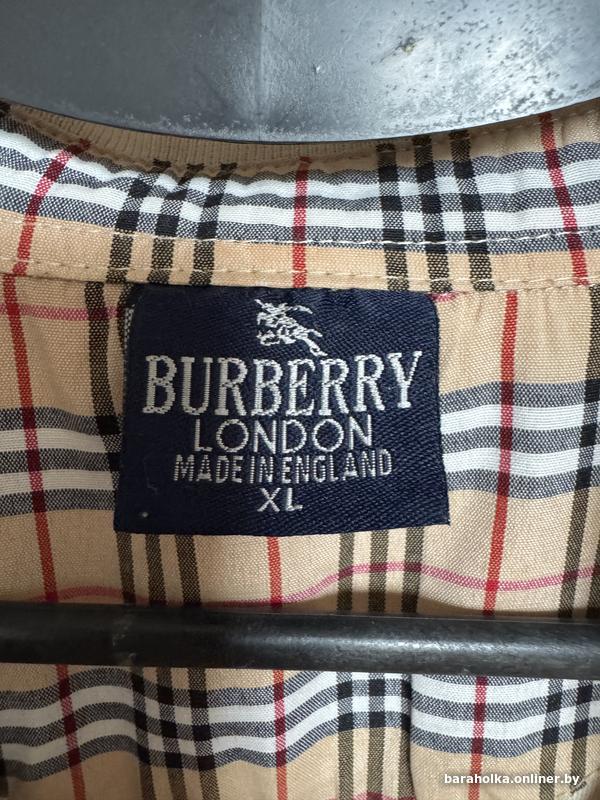 BURBERRY
LONDON
MADE IN ENGLAND
XL
baraholka.onliner.by